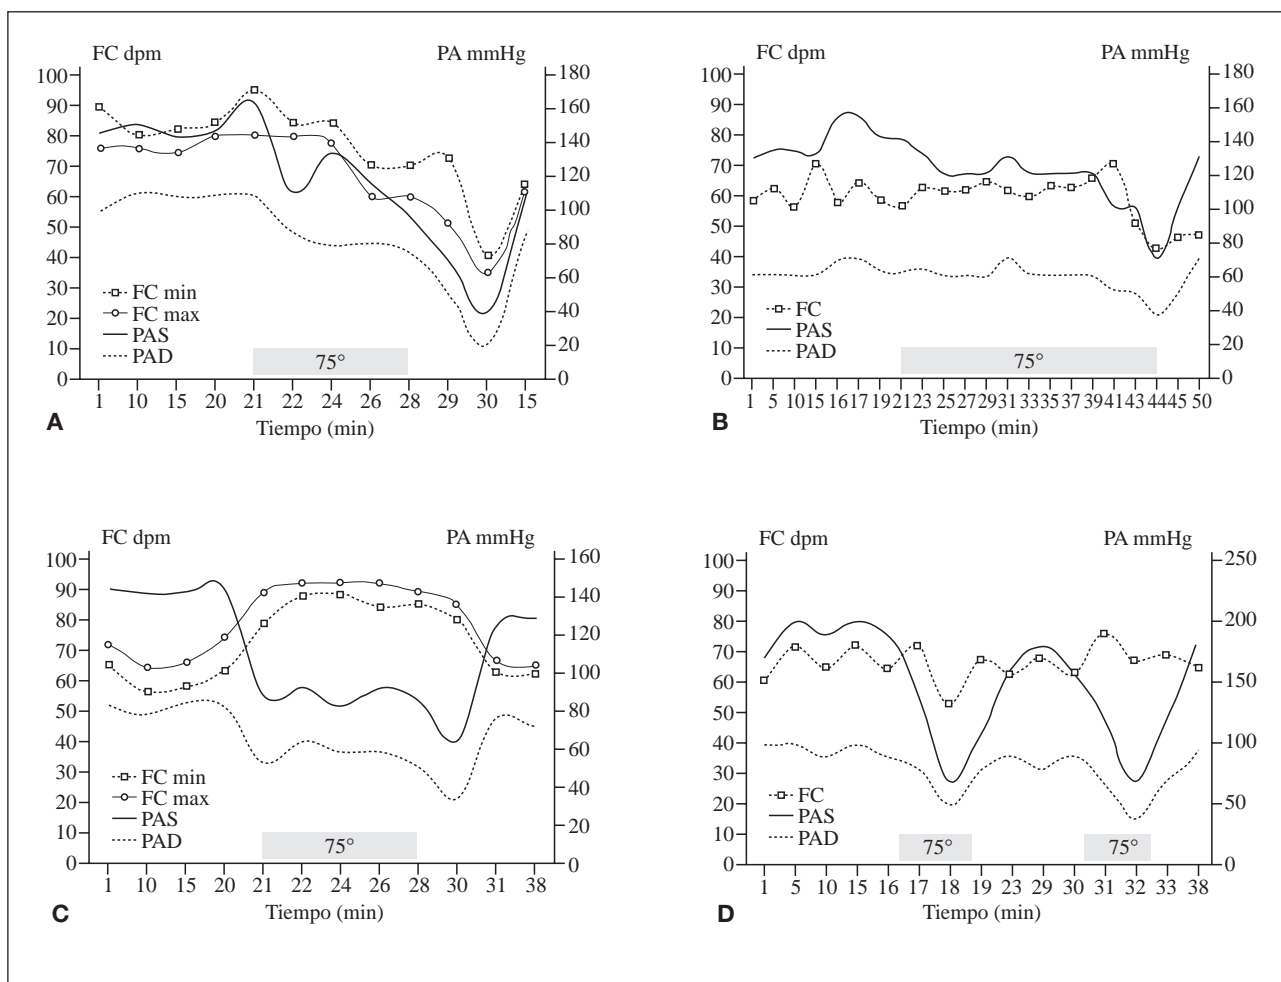 FC dpm PA mmHg
100 180
90 160
80 140
70 120
60 100
50 80
40 60
30 40
20 20
10 0
0
FC min
FC max
PAS
PAD
75°
1 10 15 20 21 22 24 26 28 29 30 15
A Tiempo (min)
FC dpm PA mmHg
100 180
90 160
80 140
70 120
60 100
50 80
40 60
30 40
20 20
10 0
0
FC
PAS
PAD
75°
1 5 10 15 16 17 19 21 23 25 27 29 31 33 35 37 39 41 43 44 45 50
B Tiempo (min)
FC dpm PA mmHg
100 160
90 140
80 120
70 100
60 80
50 60
40 40
30 20
20 0
10
0
FC min
FC max
PAS
PAD
75°
1 10 15 20 21 22 24 26 28 30 31 38
C Tiempo (min)
FC dpm PA mmHg
100 250
90 200
80 150
70 100
60 50
50 0
40
30
20
10
0
FC
PAS
PAD
75° 75°
1 5 10 15 16 17 18 19 23 29 30 31 32 33 38
D Tiempo (min)